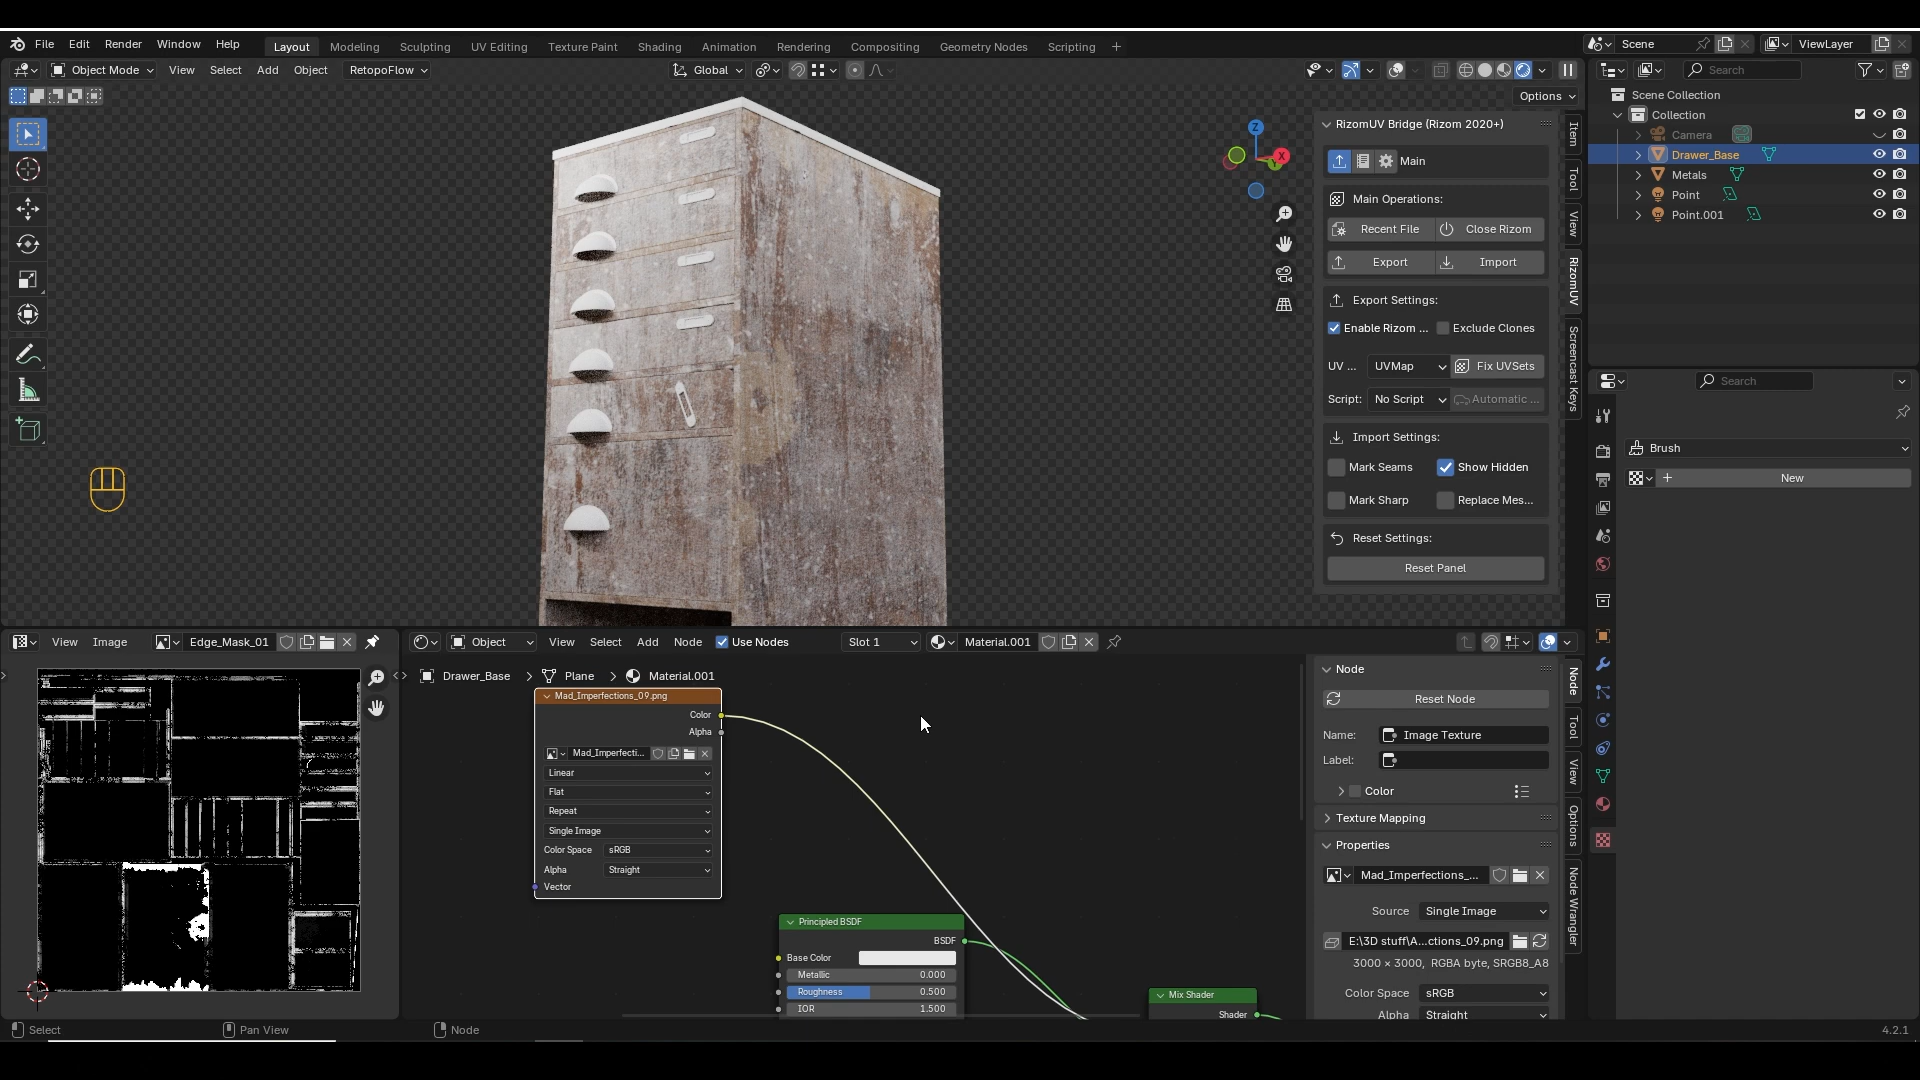 File Edit Render Window Help
Layout Modeling Sculpting UV Editing Texture Paint Shading Animation Rendering Compositing Geometry Nodes Scripting +
Scene ViewLayer
Object Mode View Select Add Object RetopoFlow Global
Search
Options
Scene Collection
Collection
Camera
Drawer_Base
Metals
Point
Point.001
RizomUV Bridge (Rizom 2020+)
Main
Main Operations:
Recent File Close Rizom
Export Import
Export Settings:
Enable Rizom ... Exclude Clones
UV ... UVMap Fix UVSets
Script: No Script Automatic ...
Import Settings:
Mark Seams Show Hidden
Mark Sharp Replace Mes...
Reset Settings:
Reset Panel
Item
Tool
View
RizomUV
Screencast Keys
Z
X
Y
Search
Brush
+ New
View Image Edge_Mask_01
Object View Select Add Node Use Nodes Slot 1 Material.001
Drawer_Base > Plane > Material.001
Mad_Imperfections_09.png
Color
Alpha
Mad_Imperfecti...
Linear
Flat
Repeat
Single Image
Color Space sRGB
Alpha Straight
Vector
Principled BSDF
BSDF
Base Color
Metallic 0.000
Roughness 0.500
IOR 1.500
Mix Shader
Shader
Node
Reset Node
Name: Image Texture
Label:
Color
Texture Mapping
Properties
Mad_Imperfections_...
Source Single Image
E:\3D stuff\A...ctions_09.png
3000 × 3000, RGBA byte, SRGB8_A8
Color Space sRGB
Alpha Straight
Node
Tool
View
Options
Node Wrangler
Select Pan View Node 4.2.1